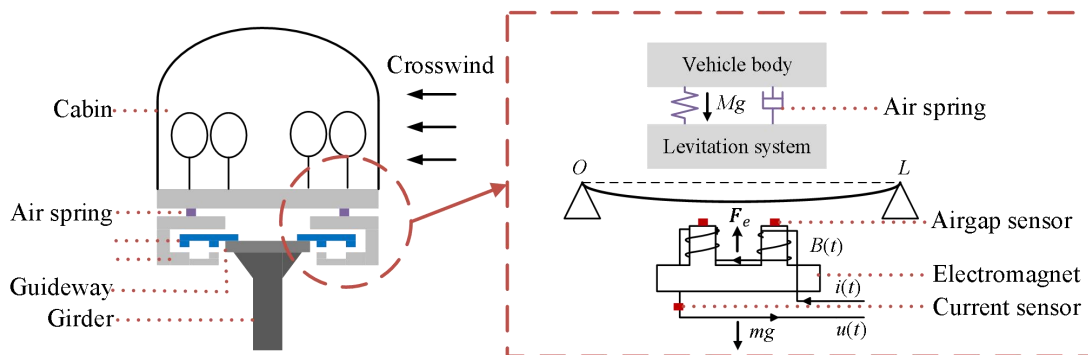 Crosswind
Cabin
Air spring
Guideway
Girder
Vehicle body
Mg
Air spring
Levitation system
O
L
Fe
Airgap sensor
B(t)
Electromagnet
i(t)
Current sensor
mg
u(t)